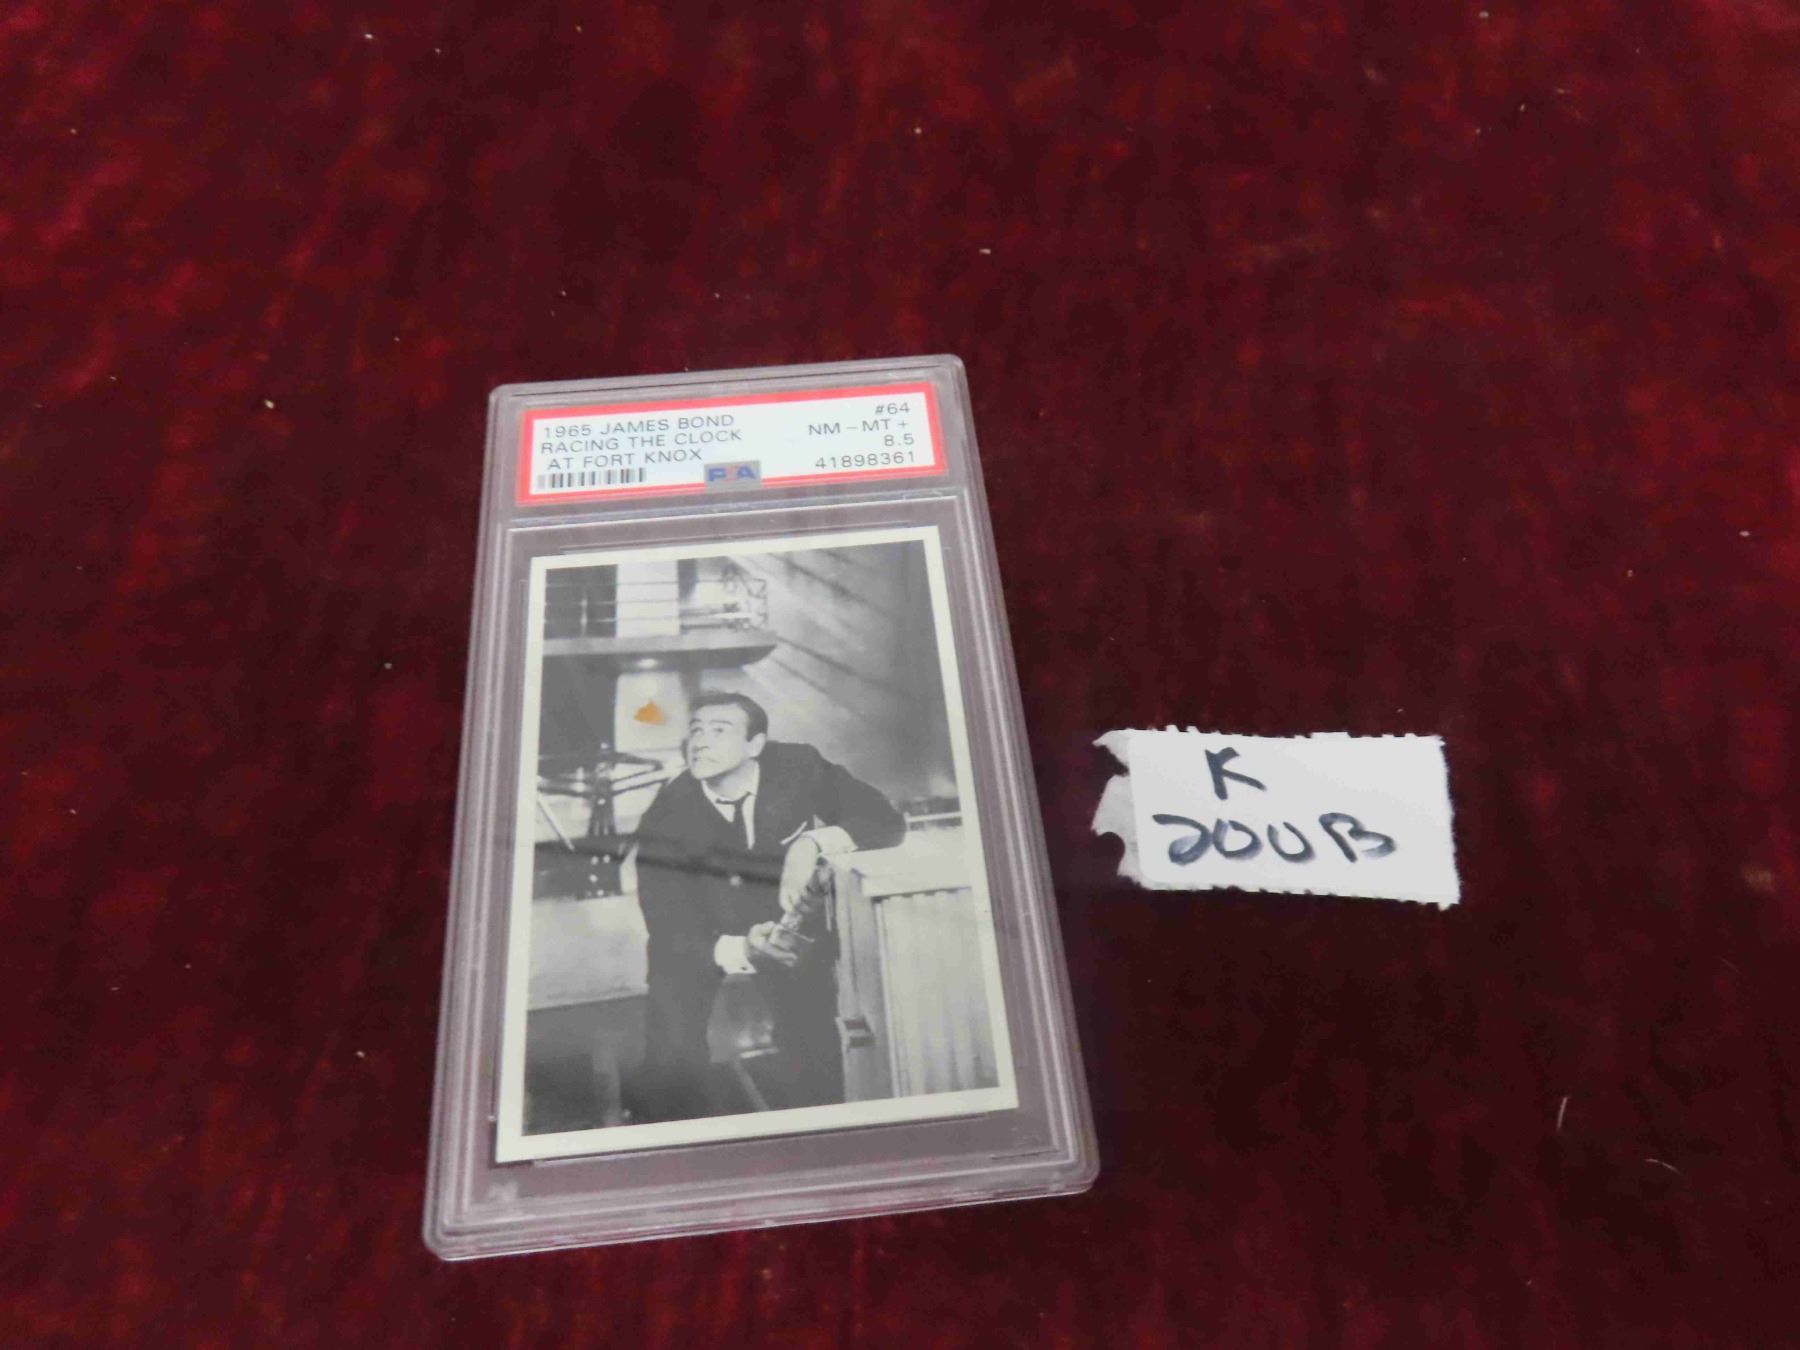 1965 JAMES BOND #64
RACING THE CLOCK NM - MT +
AT FORT KNOX 8.5
PSA 41898361
K
200B